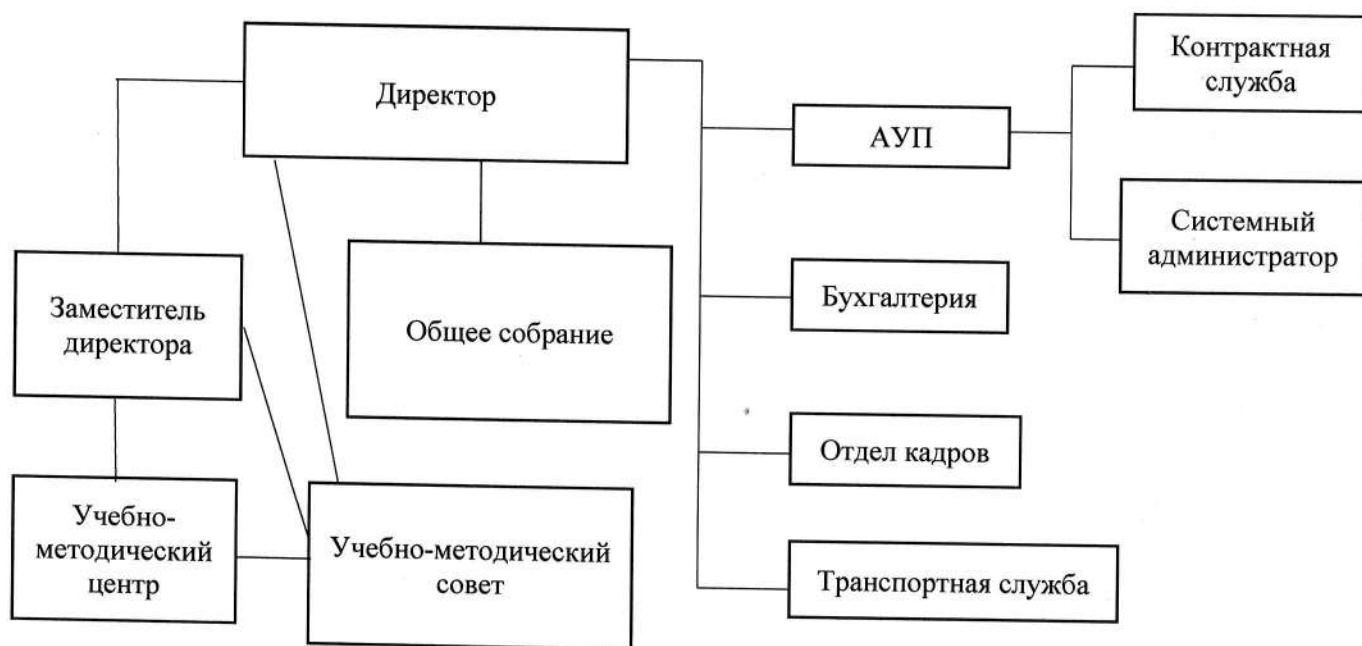 Директор
Контрактная
служба
АУП
Системный
администратор
Заместитель
директора
Общее собрание
Бухгалтерия
Отдел кадров
Учебно-
методический
центр
Учебно-методический
совет
Транспортная служба